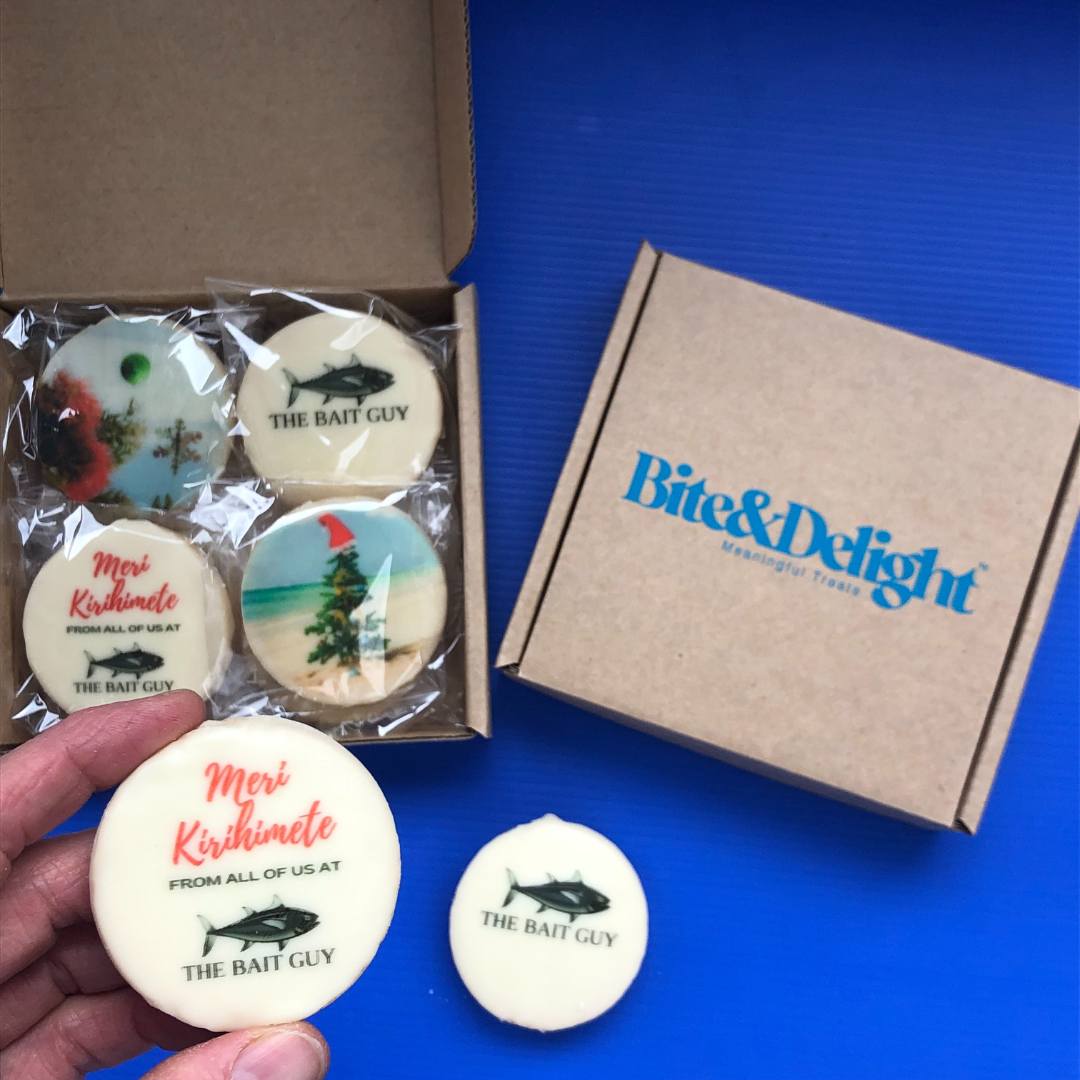 THE BAIT GUY
Meri
Kirihimete
FROM ALL OF US AT
THE BAIT GUY
Bite&Delight™
Meaningful Treats
Meri
Kirihimete
FROM ALL OF US AT
THE BAIT GUY
THE BAIT GUY